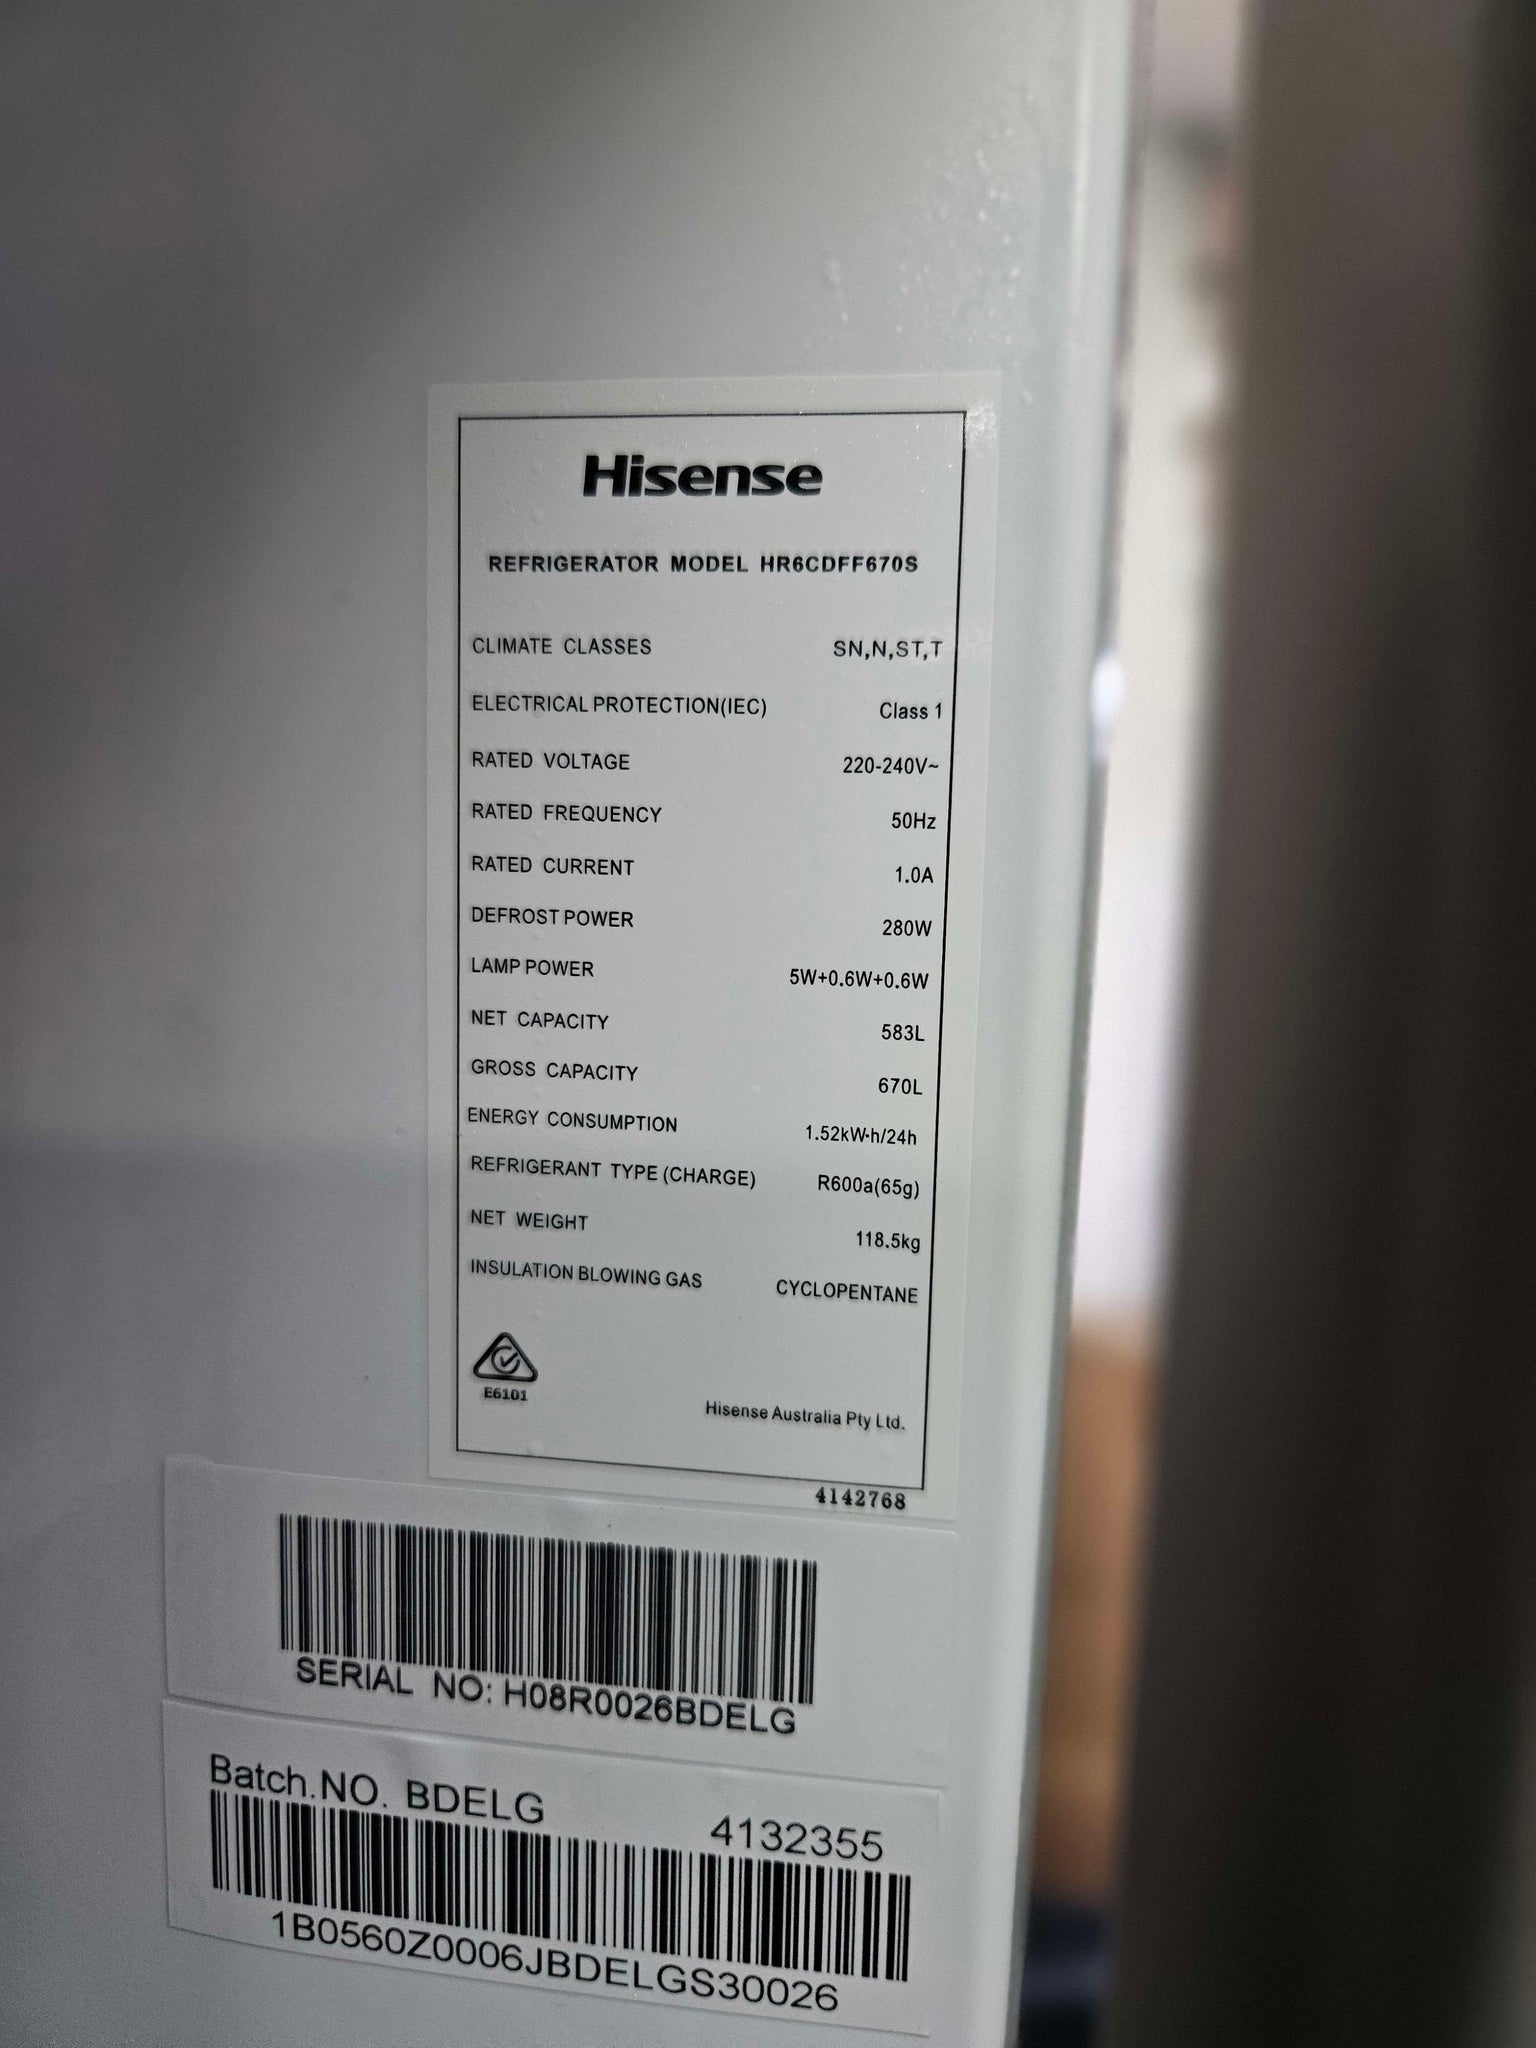 Hisense
REFRIGERATOR MODEL HR6CDFF670S
CLIMATE CLASSES SN,N,ST,T
ELECTRICAL PROTECTION(IEC) Class 1
RATED VOLTAGE 220-240V~
RATED FREQUENCY 50Hz
RATED CURRENT 1.0A
DEFROST POWER 280W
LAMP POWER 5W+0.6W+0.6W
NET CAPACITY 583L
GROSS CAPACITY 670L
ENERGY CONSUMPTION 1.52kW·h/24h
REFRIGERANT TYPE (CHARGE) R600a(65g)
NET WEIGHT 118.5kg
INSULATION BLOWING GAS CYCLOPENTANE
E6101
Hisense Australia Pty Ltd.
4142768
SERIAL NO: H08R0026BDELG
Batch.NO. BDELG 4132355
1B0560Z0006JBDELGS30026